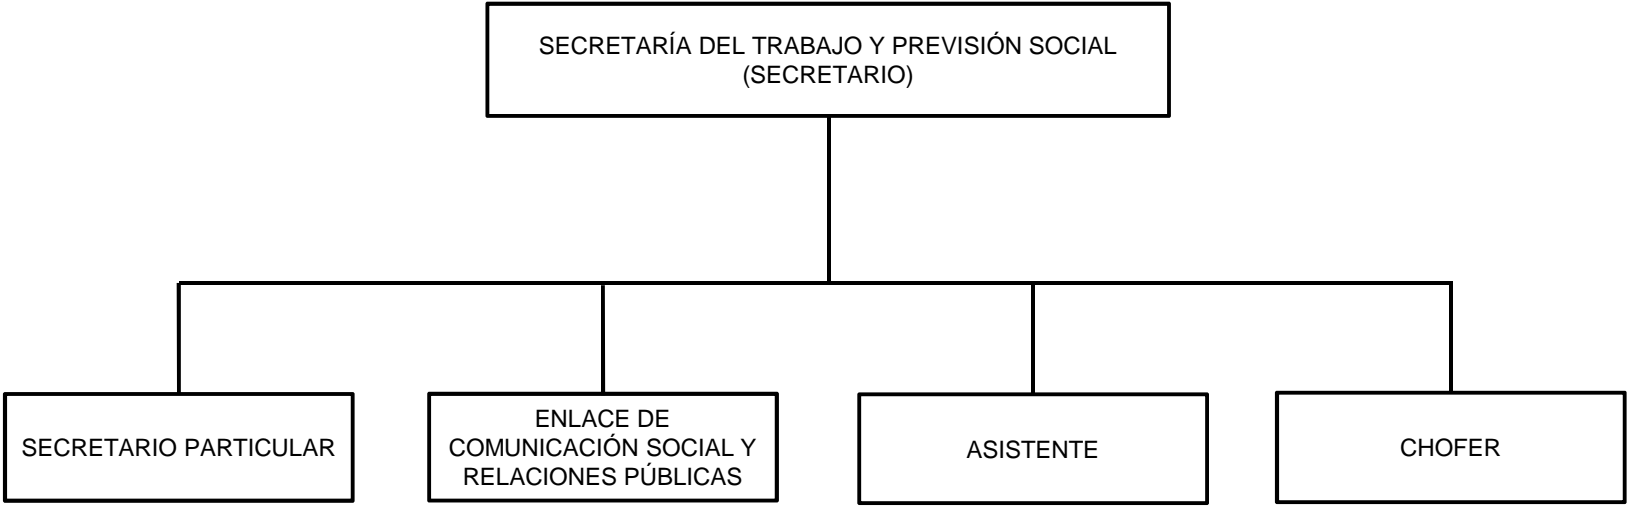 SECRETARÍA DEL TRABAJO Y PREVISIÓN SOCIAL
(SECRETARIO)
SECRETARIO PARTICULAR
ENLACE DE
COMUNICACIÓN SOCIAL Y
RELACIONES PÚBLICAS
ASISTENTE
CHOFER